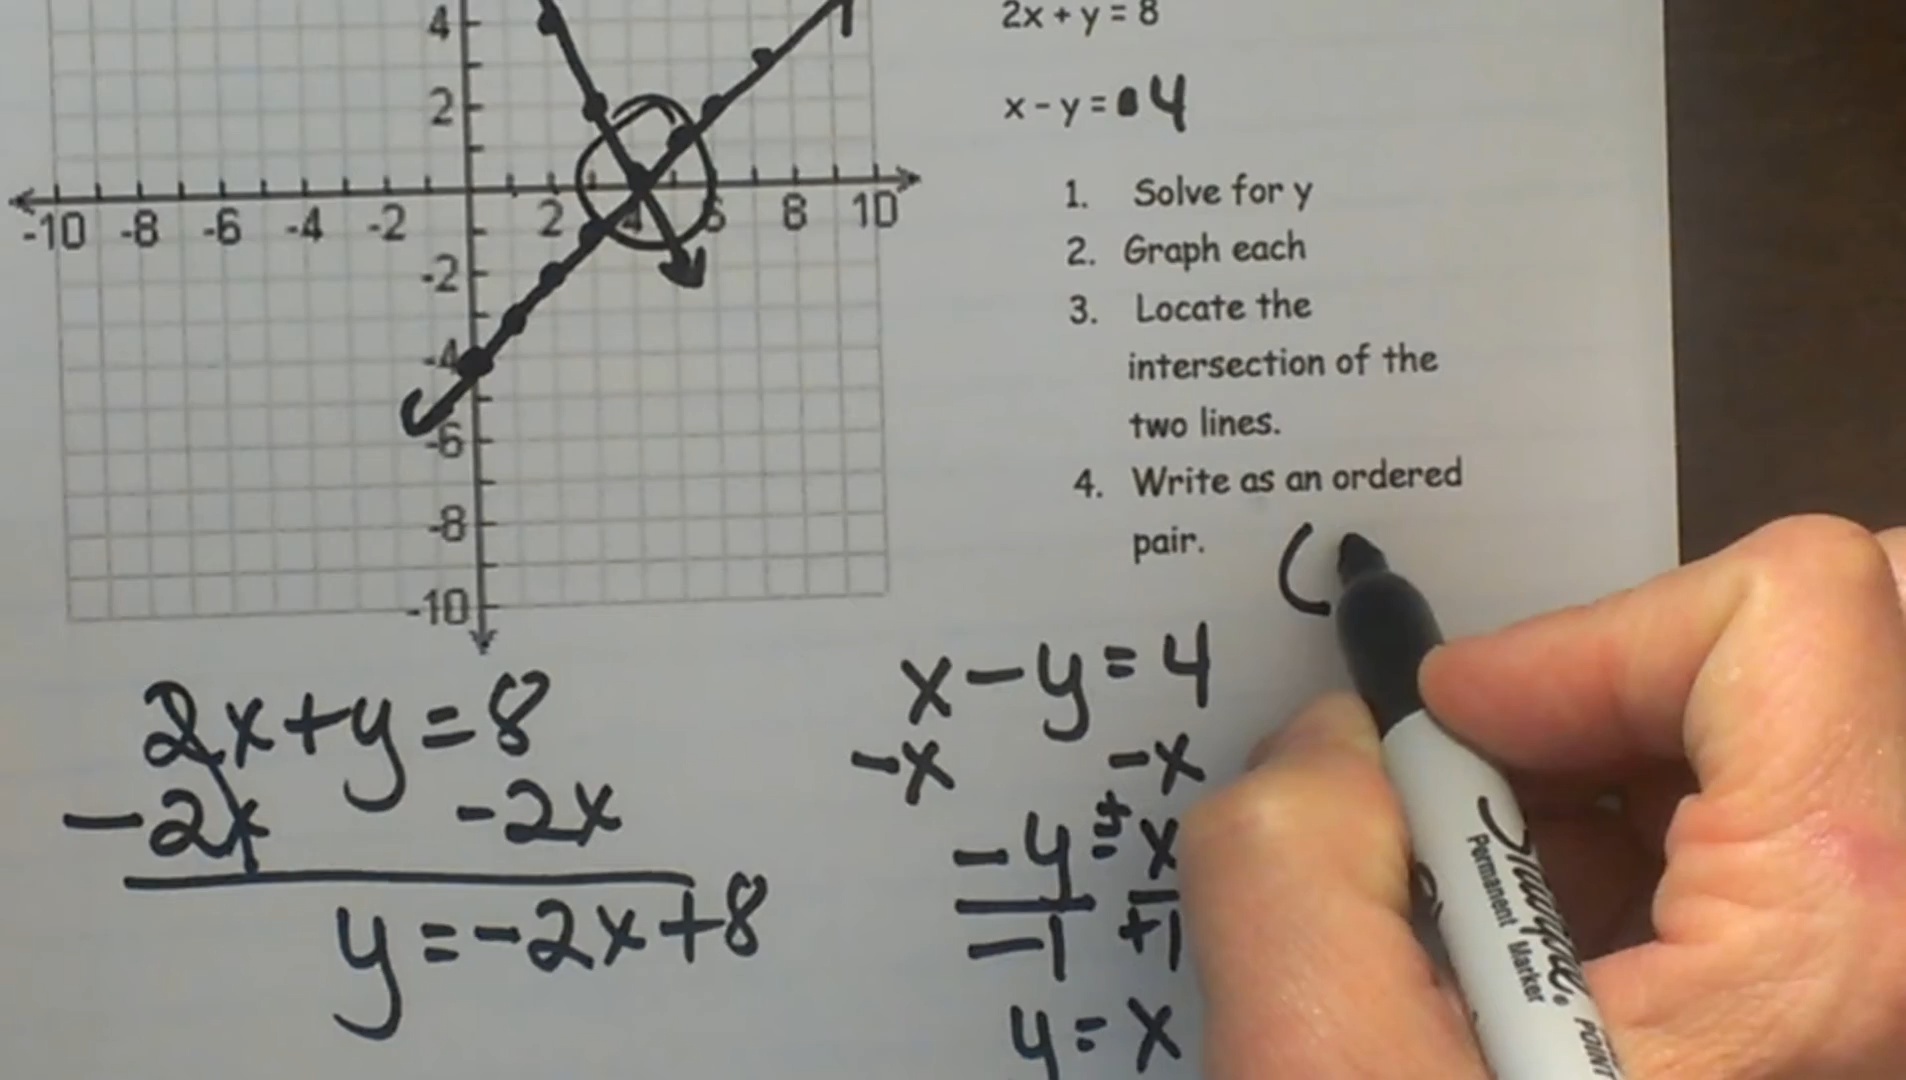 4
2
-10 -8 -6 -4 -2 2 4 6 8 10
-2
-4
-6
-8
-10
2x + y = 8
x - y = 4
1. Solve for y
2. Graph each
3. Locate the
intersection of the
two lines.
4. Write as an ordered
pair. (
2x+y=8
-2x -2x
y=-2x+8
x-y=4
-x -x
-y=+x
-1 +1
y=x
Sharpie.
Permanent Marker
POINT